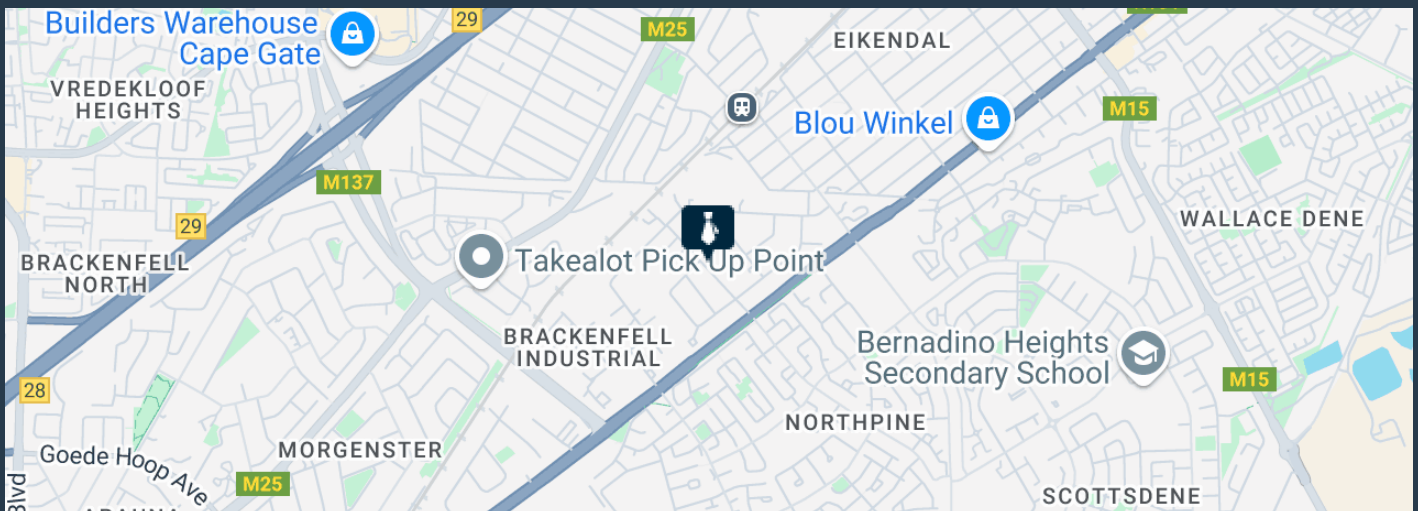 Builders Warehouse
Cape Gate
29
M25
EIKENDAL
VREDEKLOOF
HEIGHTS
Blou Winkel
M15
M137
29
WALLACE DENE
BRACKENFELL
NORTH
Takealot Pick Up Point
BRACKENFELL
INDUSTRIAL
Bernadino Heights
Secondary School
M15
28
NORTHPINE
MORGENSTER
Goede Hoop Ave
M25
Blvd
SCOTTSDENE